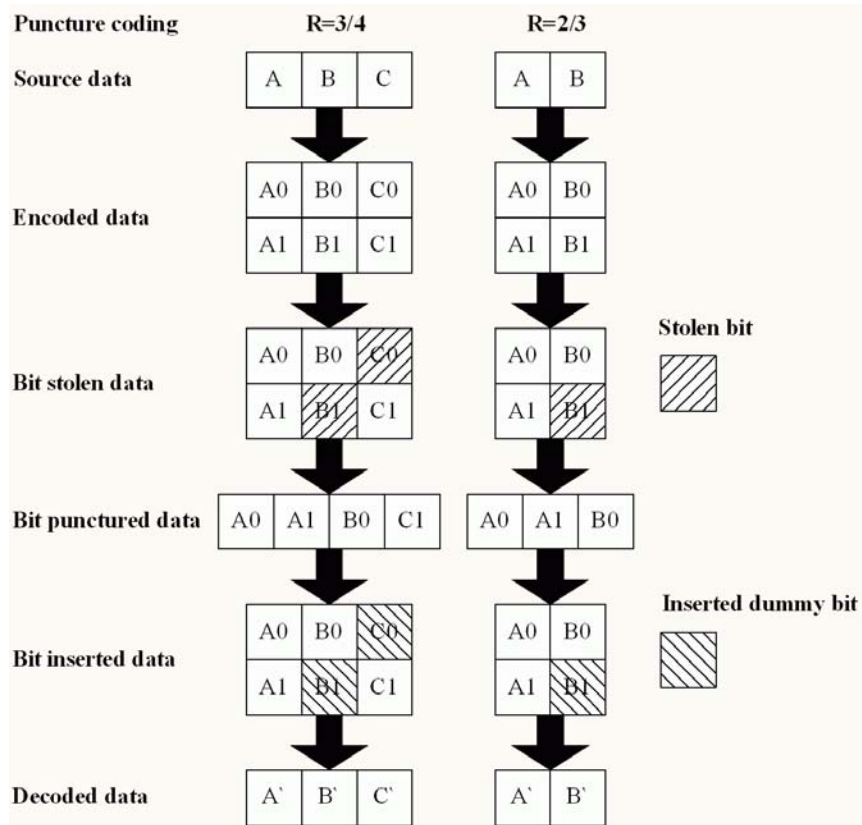 Puncture coding R=3/4 R=2/3
Source data A B C A B
Encoded data
A0 B0 C0 A0 B0
A1 B1 C1 A1 B1
Stolen bit
Bit stolen data
A0 B0 C0 A0 B0
A1 B1 C1 A1 B1
Bit punctured data A0 A1 B0 C1 A0 A1 B0
Inserted dummy bit
Bit inserted data
A0 B0 C0 A0 B0
A1 B1 C1 A1 B1
Decoded data A` B` C` A` B`